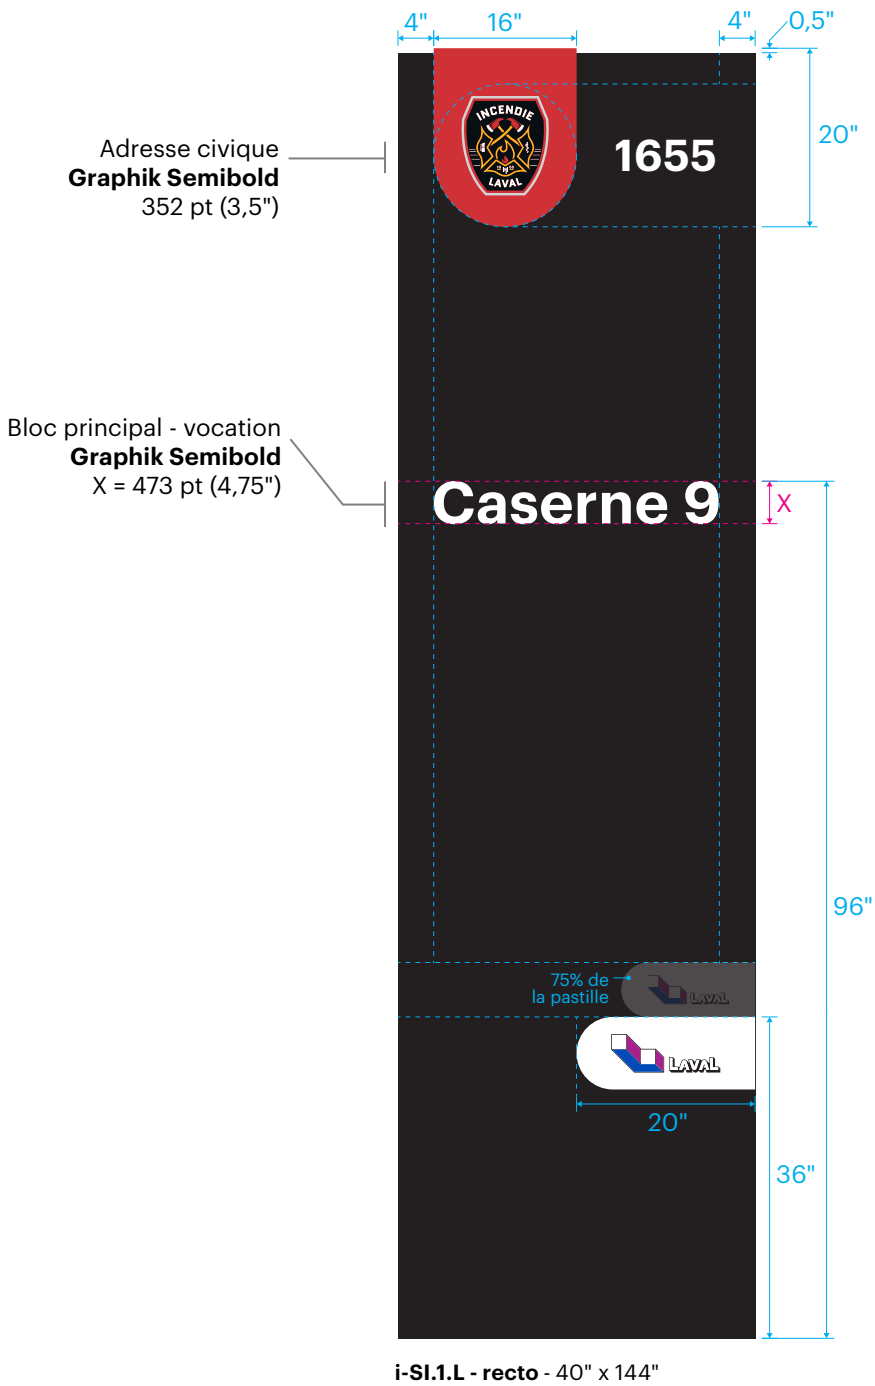 4" 16" 4" 0,5"
20"
INCENDIE
LAVAL
1655
Adresse civique
Graphik Semibold
352 pt (3,5")
Bloc principal - vocation
Graphik Semibold
X = 473 pt (4,75")
Caserne 9
X
96"
75% de
la pastille
LAVAL
LAVAL
20"
36"
i-SI.1.L - recto - 40" x 144"